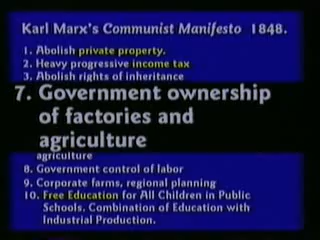 Karl Marx's Communist Manifesto 1848.
1. Abolish private property.
2. Heavy progressive income tax
3. Abolish rights of inheritance
7. Government ownership
of factories and
agriculture
agriculture
8. Government control of labor
9. Corporate farms, regional planning
10. Free Education for All Children in Public
Schools. Combination of Education with
Industrial Production.